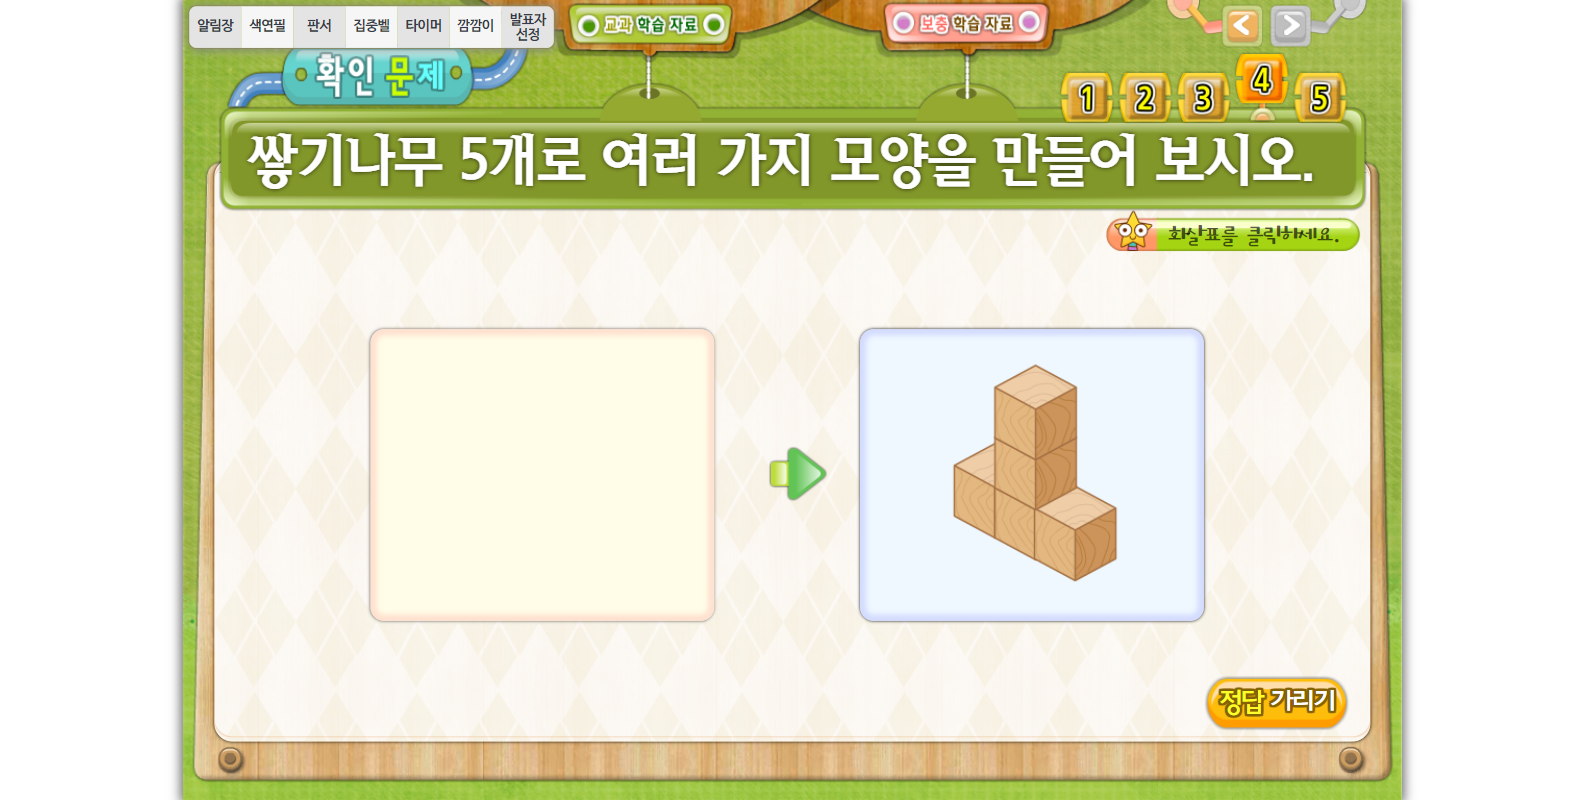 알림장 색연필 판서 집중벨 타이머 깜깜이 발표자
선정
교과 학습 자료
보충 학습 자료
확인 문제
1 2 3 4 5
쌓기나무 5개로 여러 가지 모양을 만들어 보시오.
화살표를 클릭하세요.
정답 가리기